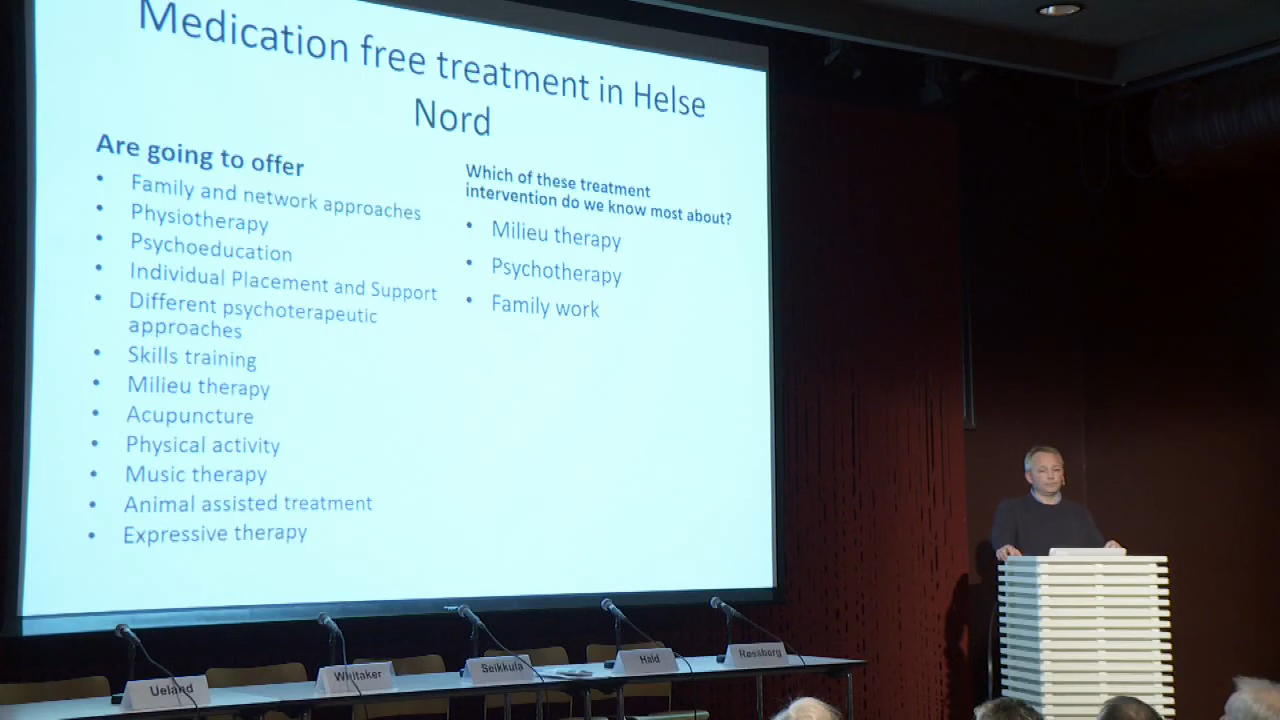 Medication free treatment in Helse
Nord
Are going to offer
• Family and network approaches
• Physiotherapy
• Psychoeducation
• Individual Placement and Support
• Different psychoterapeutic
approaches
• Skills training
• Milieu therapy
• Acupuncture
• Physical activity
• Music therapy
• Animal assisted treatment
• Expressive therapy
Which of these treatment
intervention do we know most about?
• Milieu therapy
• Psychotherapy
• Family work
Ueland
Whitaker
Seikkula
Hald
Røssberg